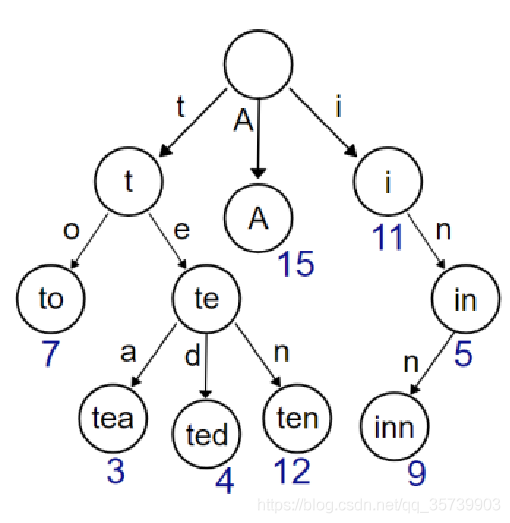 t A i
t A i
15 11
o e n
to te in
7 5
a d n n
tea ted ten inn
3 4 12 9
https://blog.csdn.net/qq_35739903